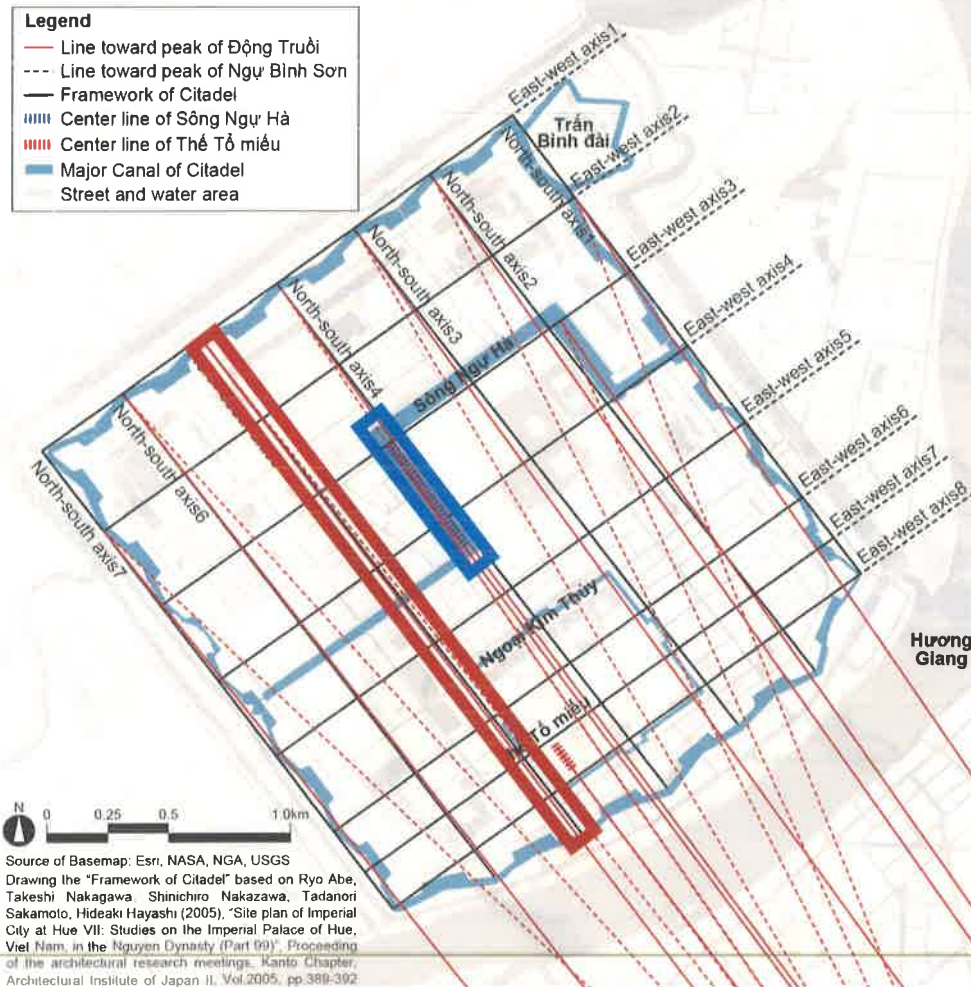 Legend
Line toward peak of Động Truồi
Line toward peak of Ngự Bình Sơn
Framework of Citadel
Center line of Sông Ngự Hà
Center line of Thế Tổ miếu
Major Canal of Citadel
Street and water area
East-west axis1
Trấn
Bình đài
East-west axis2
East-west axis3
East-west axis4
East-west axis5
East-west axis6
East-west axis7
East-west axis8
North-south axis1
North-south axis2
North-south axis3
North-south axis4
North-south axis6
North-south axis7
Sông Ngự Hà
Ngoại Kim Thủy
Tổ miếu
Hương
Giang
N
0 0.25 0.5 1.0km
Source of Basemap: Esri, NASA, NGA, USGS
Drawing the "Framework of Citadel" based on Ryo Abe,
Takeshi Nakagawa, Shinichiro Nakazawa, Tadanori
Sakamoto, Hideaki Hayashi (2005), "Site plan of Imperial
City at Hue VII: Studies on the Imperial Palace of Hue,
Viet Nam, in the Nguyen Dynasty (Part 99)", Proceeding
of the architectural research meetings, Kanto Chapter,
Architectural Institute of Japan II, Vol.2005, pp.389-392